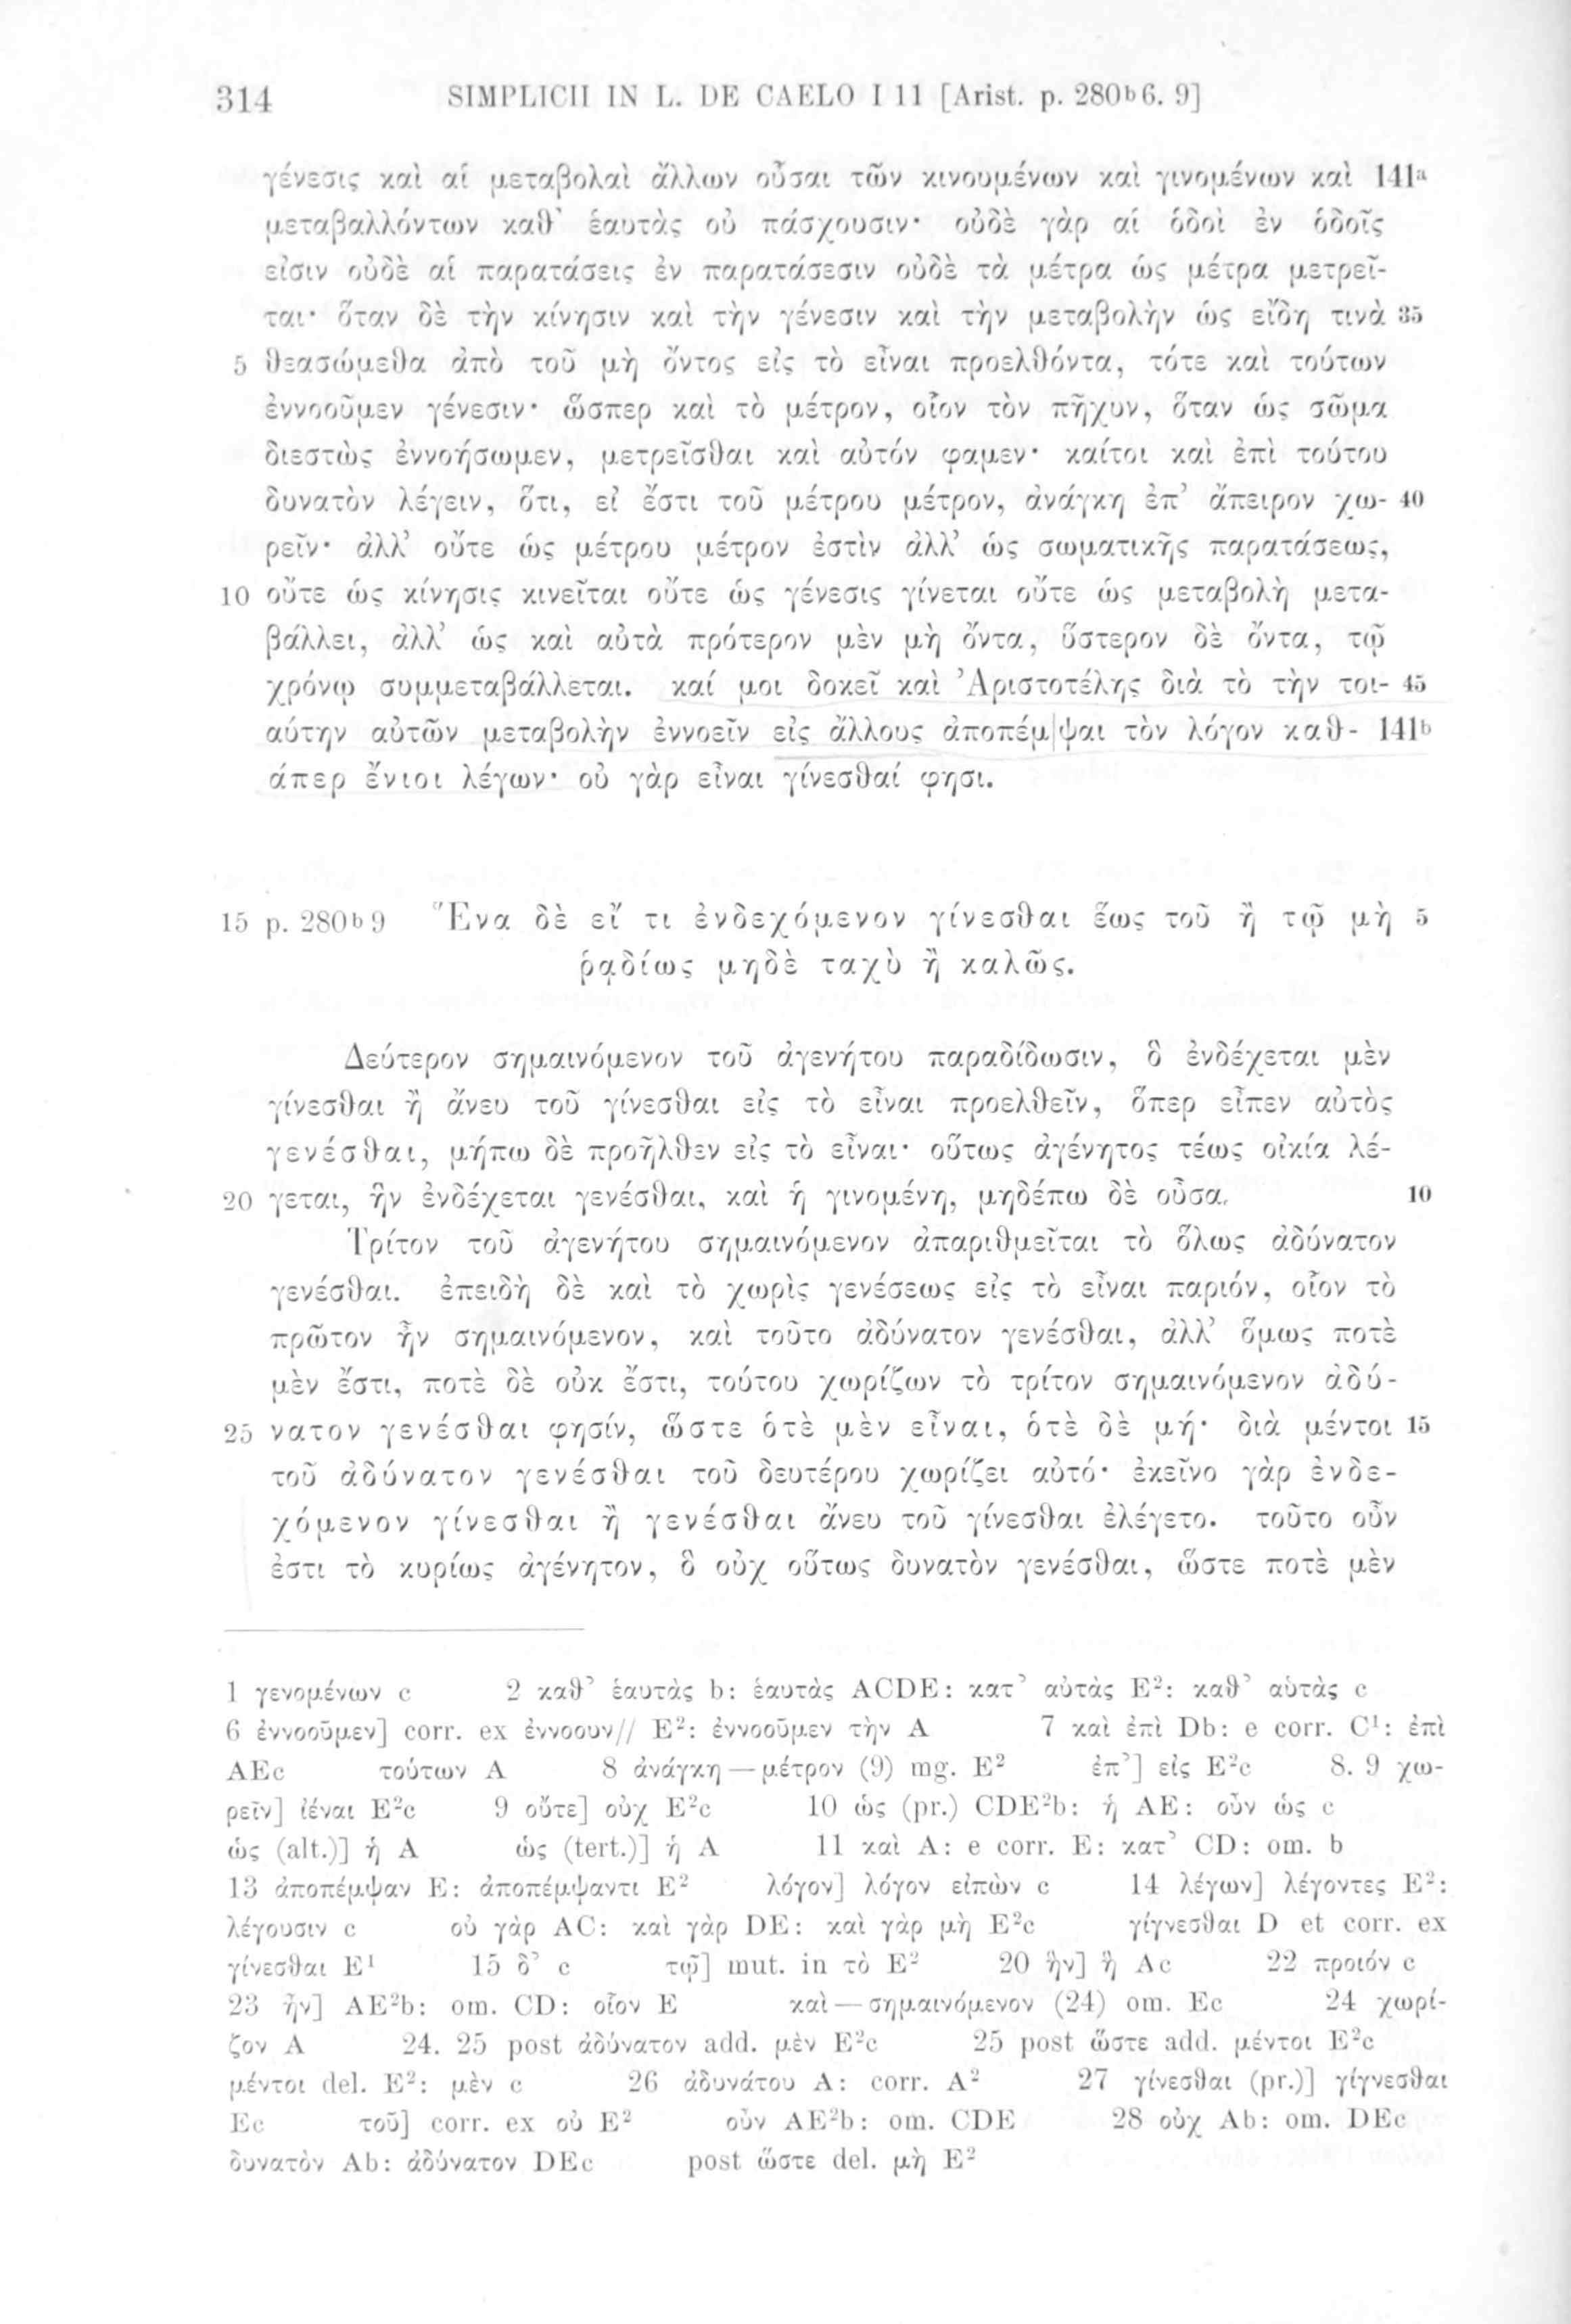 314 SIMPLICII IN L. DE CAELO I 11 [Arist. p. 280b6. 9]
γένεσις καὶ αἱ μεταβολαὶ ἄλλων οὖσαι τῶν κινουμένων καὶ γινομένων καὶ 141a
μεταβαλλόντων καθ' ἑαυτὰς οὐ πάσχουσιν· οὐδὲ γὰρ αἱ ὁδοὶ ἐν ὁδοῖς
εἰσιν οὐδὲ αἱ παρατάσεις ἐν παρατάσεσιν οὐδὲ τὰ μέτρα ὡς μέτρα μετρεῖ-
ται· ὅταν δὲ τὴν κίνησιν καὶ τὴν γένεσιν καὶ τὴν μεταβολὴν ὡς εἴδη τινὰ 35
5 θεασώμεθα ἀπὸ τοῦ μὴ ὄντος εἰς τὸ εἶναι προελθόντα, τότε καὶ τούτων
ἐννοοῦμεν γένεσιν· ὥσπερ καὶ τὸ μέτρον, οἷον τὸν πῆχυν, ὅταν ὡς σῶμα
διεστὼς ἐννοήσωμεν, μετρεῖσθαι καὶ αὐτόν φαμεν· καίτοι καὶ ἐπὶ τούτου
δυνατὸν λέγειν, ὅτι, εἰ ἔστι τοῦ μέτρου μέτρον, ἀνάγκη ἐπ' ἄπειρον χω- 40
ρεῖν· ἀλλ' οὔτε ὡς μέτρου μέτρον ἐστὶν ἀλλ' ὡς σωματικῆς παρατάσεως,
10 οὔτε ὡς κίνησις κινεῖται οὔτε ὡς γένεσις γίνεται οὔτε ὡς μεταβολὴ μετα-
βάλλει, ἀλλ' ὡς καὶ αὐτὰ πρότερον μὲν μὴ ὄντα, ὕστερον δὲ ὄντα, τῷ
χρόνῳ συμμεταβάλλεται. καί μοι δοκεῖ καὶ Ἀριστοτέλης διὰ τὸ τὴν τοι- 45
αύτην αὐτῶν μεταβολὴν ἐννοεῖν εἰς ἄλλους ἀποπέμ|ψαι τὸν λόγον καθ- 141b
άπερ ἔνιοι λέγων· οὐ γὰρ εἶναι γίνεσθαί φησι.
15 p. 280b9 Ἕνα δὲ εἴ τι ἐνδεχόμενον γίνεσθαι ἕως τοῦ ἢ τῷ μὴ 5
ῥᾳδίως μηδὲ ταχὺ ἢ καλῶς.
Δεύτερον σημαινόμενον τοῦ ἀγενήτου παραδίδωσιν, ὃ ἐνδέχεται μὲν
γίνεσθαι ἢ ἄνευ τοῦ γίνεσθαι εἰς τὸ εἶναι προελθεῖν, ὅπερ εἶπεν αὐτὸς
γενέσθαι, μήπω δὲ προῆλθεν εἰς τὸ εἶναι· οὕτως ἀγένητος τέως οἰκία λέ-
20 γεται, ἣν ἐνδέχεται γενέσθαι, καὶ ἡ γινομένη, μηδέπω δὲ οὖσα. 10
Τρίτον τοῦ ἀγενήτου σημαινόμενον ἀπαριθμεῖται τὸ ὅλως ἀδύνατον
γενέσθαι. ἐπειδὴ δὲ καὶ τὸ χωρὶς γενέσεως εἰς τὸ εἶναι παριόν, οἷον τὸ
πρῶτον ἦν σημαινόμενον, καὶ τοῦτο ἀδύνατον γενέσθαι, ἀλλ' ὅμως ποτὲ
μὲν ἔστι, ποτὲ δὲ οὐκ ἔστι, τούτου χωρίζων τὸ τρίτον σημαινόμενον ἀδύ-
25 νατον γενέσθαι φησίν, ὥστε ὁτὲ μὲν εἶναι, ὁτὲ δὲ μή· διὰ μέντοι 15
τοῦ ἀδύνατον γενέσθαι τοῦ δευτέρου χωρίζει αὐτό· ἐκεῖνο γὰρ ἐνδε-
χόμενον γίνεσθαι ἢ γενέσθαι ἄνευ τοῦ γίνεσθαι ἐλέγετο. τοῦτο οὖν
ἐστι τὸ κυρίως ἀγένητον, ὃ οὐχ οὕτως δυνατὸν γενέσθαι, ὥστε ποτὲ μὲν
1 γενομένων c 2 καθ' ἑαυτὰς b: ἑαυτὰς ACDE: κατ' αὐτὰς E²: καθ' αὑτὰς c
6 ἐννοοῦμεν] corr. ex ἐννοουν// E²: ἐννοοῦμεν τὴν A 7 καὶ ἐπὶ Db: e corr. C¹: ἐπὶ
AEc τούτων A 8 ἀνάγκη — μέτρον (9) mg. E² ἐπ'] εἰς E²c 8. 9 χω-
ρεῖν] ἰέναι E²c 9 οὔτε] οὐχ E²c 10 ὡς (pr.) CDE²b: ἡ AE: οὖν ὡς c
ὡς (alt.)] ἡ A ὡς (tert.)] ἡ A 11 καὶ A: e corr. E: κατ' CD: om. b
13 ἀποπέμψαν E: ἀποπέμψαντι E² λόγον] λόγον εἰπὼν c 14 λέγων] λέγοντες E²:
λέγουσιν c οὐ γὰρ AC: καὶ γὰρ DE: καὶ γὰρ μὴ E²c γίγνεσθαι D et corr. ex
γίνεσθαι E¹ 15 δ' c τῷ] mut. in τὸ E² 20 ἣν] ἢ Ac 22 προιόν c
23 ἦν] AE²b: om. CD: οἷον E καὶ — σημαινόμενον (24) om. Ec 24 χωρί-
ζον A 24. 25 post ἀδύνατον add. μὲν E²c 25 post ὥστε add. μέντοι E²c
μέντοι del. E²: μὲν c 26 ἀδυνάτου A: corr. A² 27 γίνεσθαι (pr.)] γίγνεσθαι
Ec τοῦ] corr. ex οὐ E² οὖν AE²b: om. CDE 28 οὐχ Ab: om. DEc
δυνατὸν Ab: ἀδύνατον DEc post ὥστε del. μὴ E²